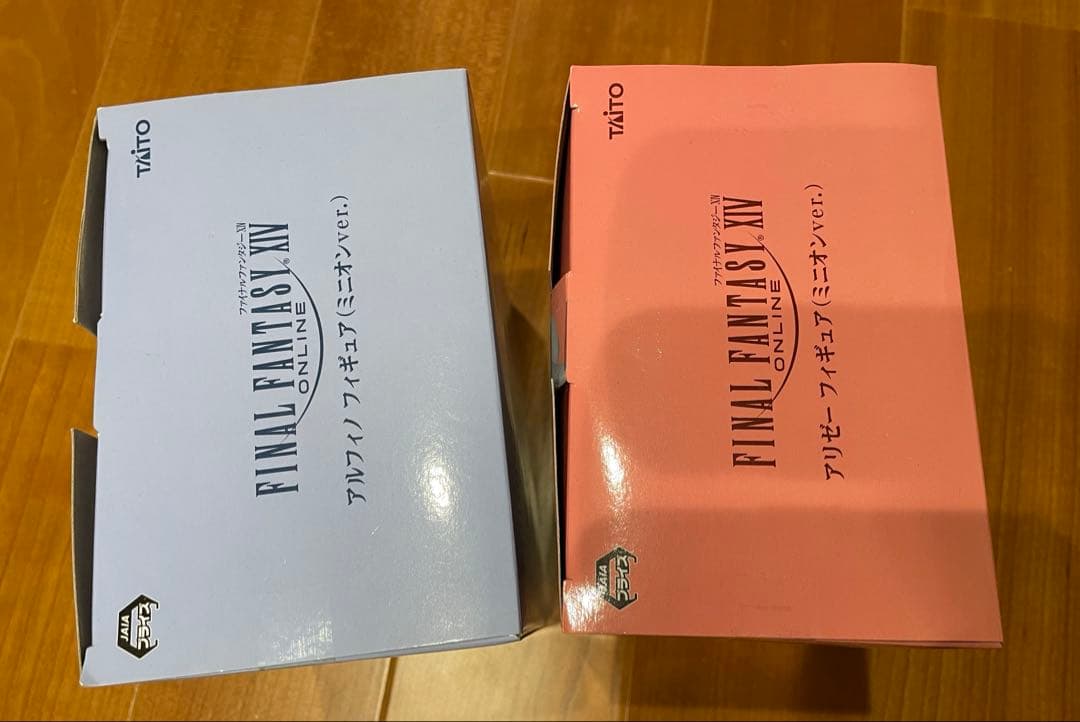 TAITO
ファイナルファンタジーXIV
FINAL FANTASY® XIV
ONLINE
アルフィノ フィギュア(ミニオンver.)
JAIA
プライズ
TAITO
ファイナルファンタジーXIV
FINAL FANTASY® XIV
ONLINE
アリゼー フィギュア(ミニオンver.)
JAIA
プライズ